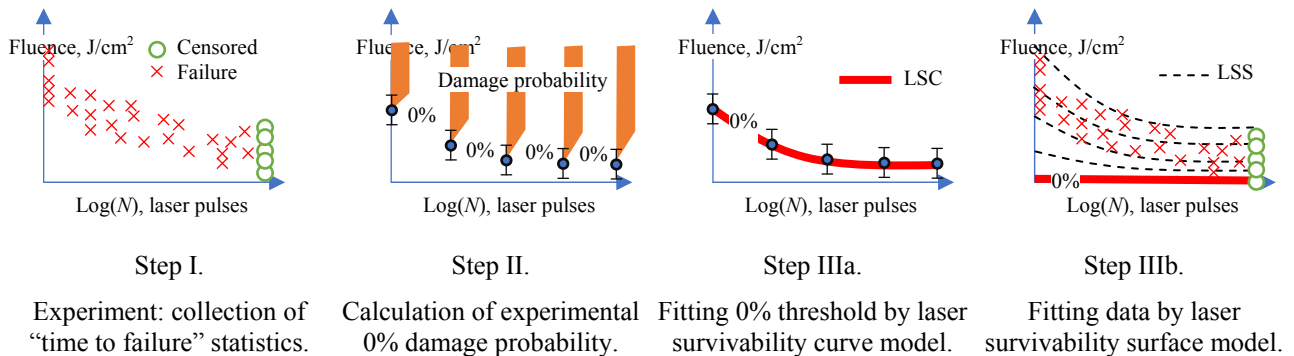 Fluence, J/cm²
Censored
Failure
Log(N), laser pulses
Step I.
Experiment: collection of
“time to failure” statistics.
Fluence, J/cm²
Damage probability
0%
0%
0%
0%
Log(N), laser pulses
Step II.
Calculation of experimental
0% damage probability.
Fluence, J/cm²
LSC
0%
Log(N), laser pulses
Step IIIa.
Fitting 0% threshold by laser
survivability curve model.
Fluence, J/cm²
LSS
0%
Log(N), laser pulses
Step IIIb.
Fitting data by laser
survivability surface model.